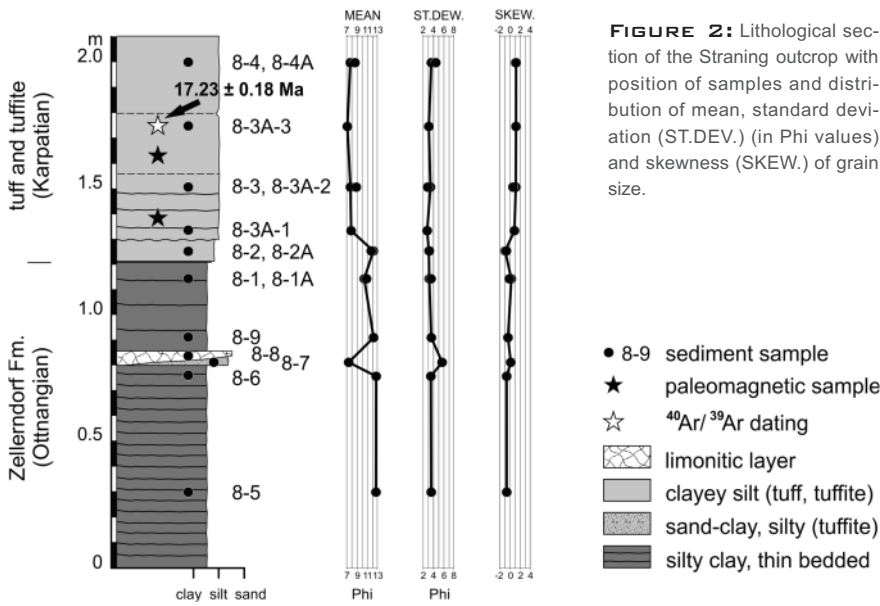 MEAN
ST.DEW.
SKEW.
7 9 11 13
2 4 6 8
-2 0 2 4
m
2.0
8-4, 8-4A
17.23 ± 0.18 Ma
8-3A-3
1.5
8-3, 8-3A-2
8-3A-1
8-2, 8-2A
8-1, 8-1A
1.0
8-9
8-8
8-7
8-6
0.5
8-5
0
tuff and tuffite
(Karpatian)
Zellerndorf Fm.
(Ottnangian)
clay silt sand
7 9 11 13
2 4 6 8
-2 0 2 4
Phi
Phi
FIGURE 2: Lithological sec-
tion of the Straning outcrop with
position of samples and distri-
bution of mean, standard devi-
ation (ST.DEV.) (in Phi values)
and skewness (SKEW.) of grain
size.
8-9 sediment sample
paleomagnetic sample
40Ar/ 39Ar dating
limonitic layer
clayey silt (tuff, tuffite)
sand-clay, silty (tuffite)
silty clay, thin bedded